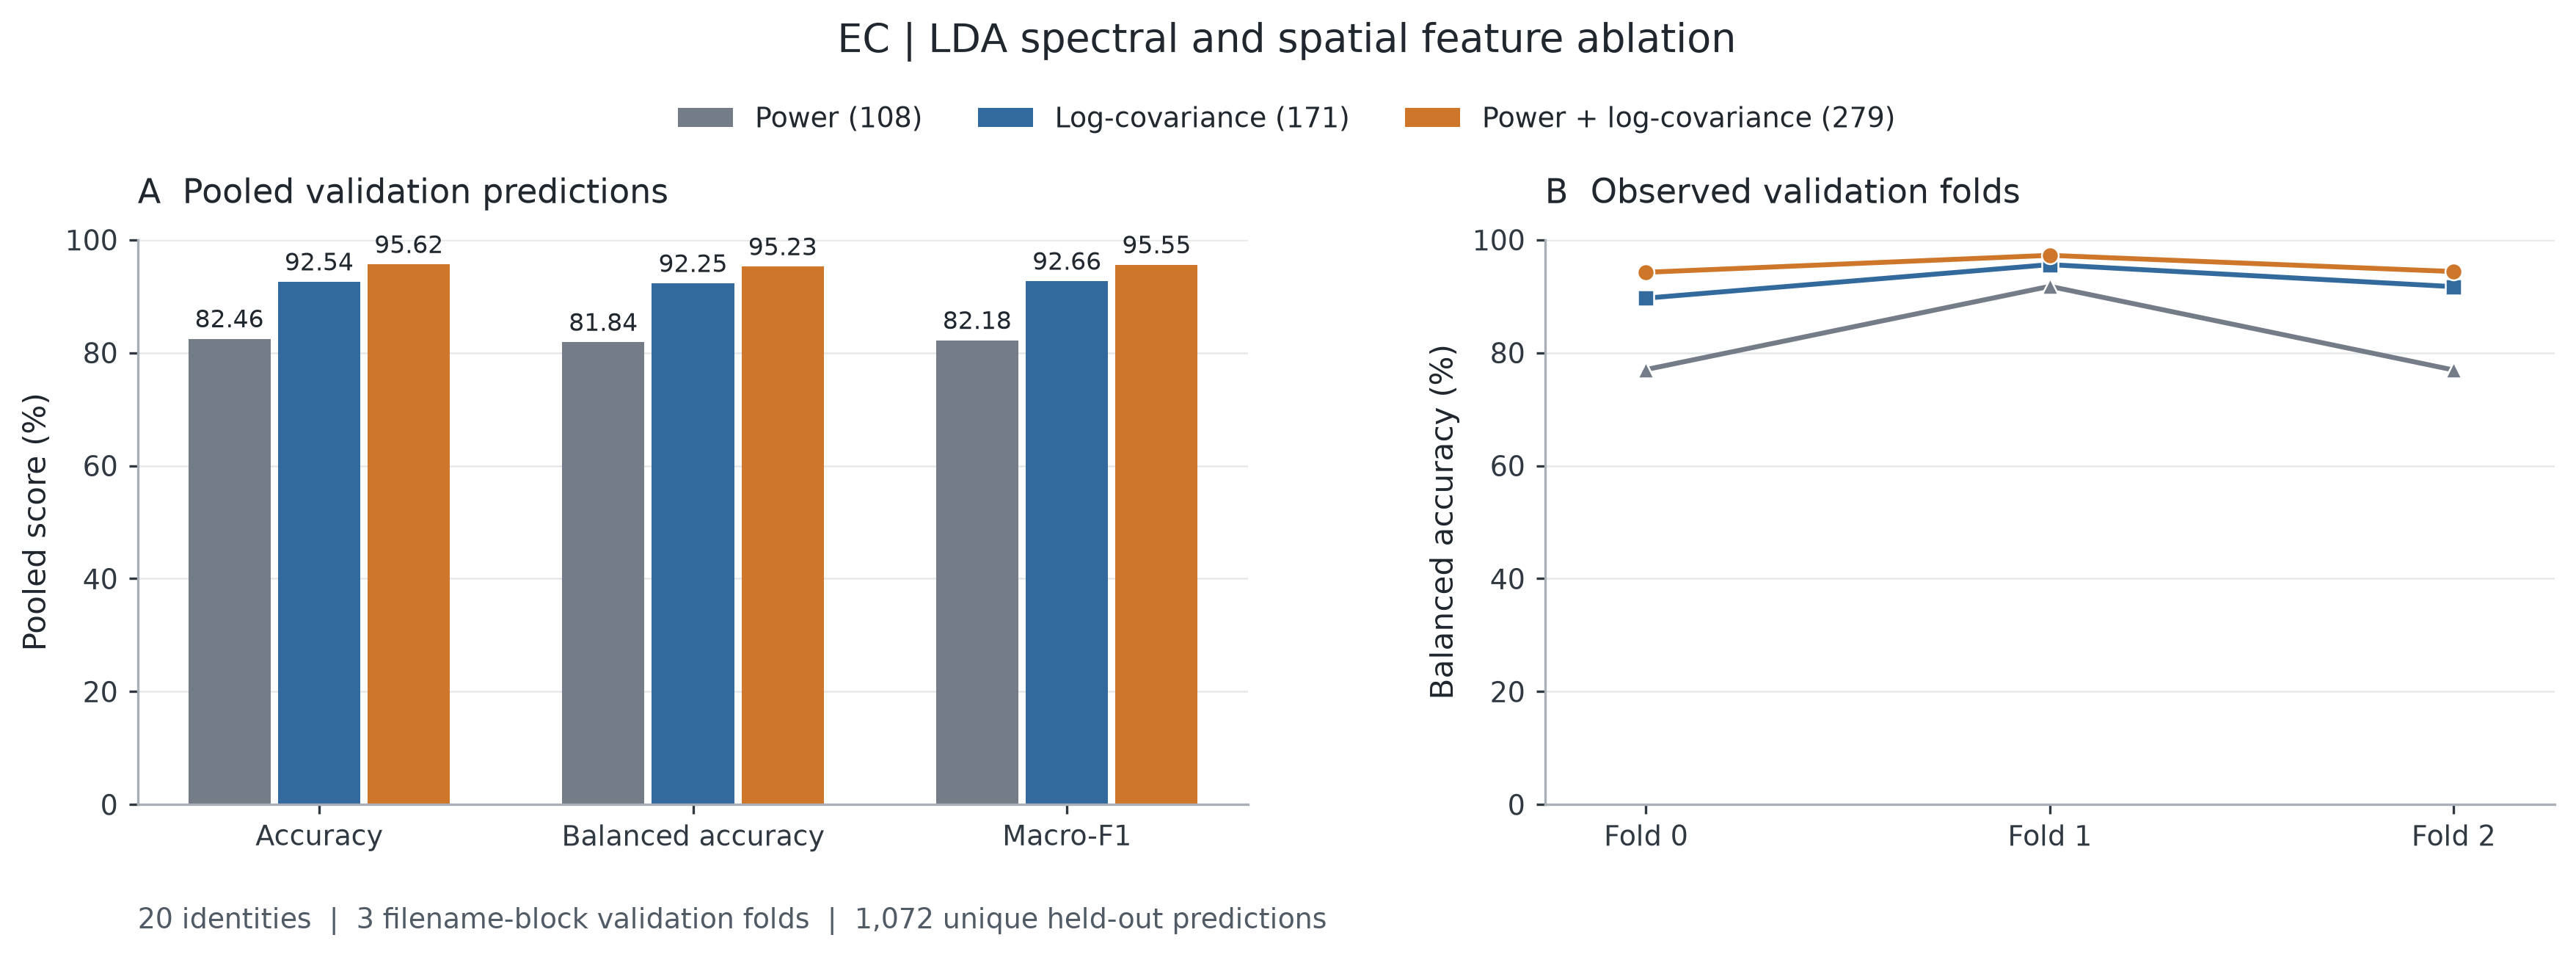 EC | LDA spectral and spatial feature ablation
Power (108)
Log-covariance (171)
Power + log-covariance (279)
A Pooled validation predictions
Pooled score (%)
100
80
60
40
20
0
82.46
92.54
95.62
81.84
92.25
95.23
82.18
92.66
95.55
Accuracy
Balanced accuracy
Macro-F1
B Observed validation folds
Balanced accuracy (%)
100
80
60
40
20
0
Fold 0
Fold 1
Fold 2
20 identities | 3 filename-block validation folds | 1,072 unique held-out predictions